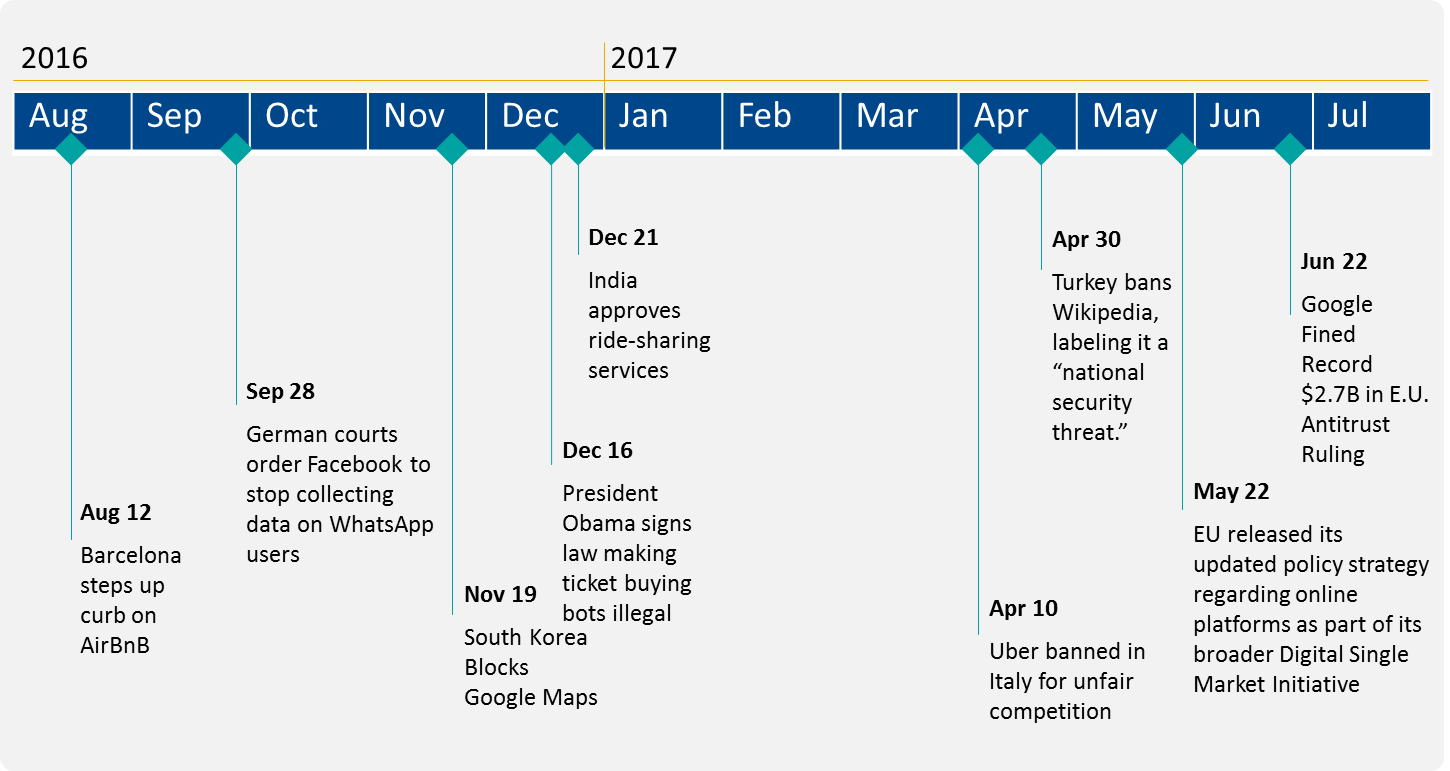 2016
2017
Aug
Sep
Oct
Nov
Dec
Jan
Feb
Mar
Apr
May
Jun
Jul
Aug 12
Barcelona
steps up
curb on
AirBnB
Sep 28
German courts
order Facebook to
stop collecting
data on WhatsApp
users
Nov 19
South Korea
Blocks
Google Maps
Dec 16
President
Obama signs
law making
ticket buying
bots illegal
Dec 21
India
approves
ride-sharing
services
Apr 10
Uber banned in
Italy for unfair
competition
Apr 30
Turkey bans
Wikipedia,
labeling it a
“national
security
threat.”
May 22
EU released its
updated policy strategy
regarding online
platforms as part of its
broader Digital Single
Market Initiative
Jun 22
Google
Fined
Record
$2.7B in E.U.
Antitrust
Ruling